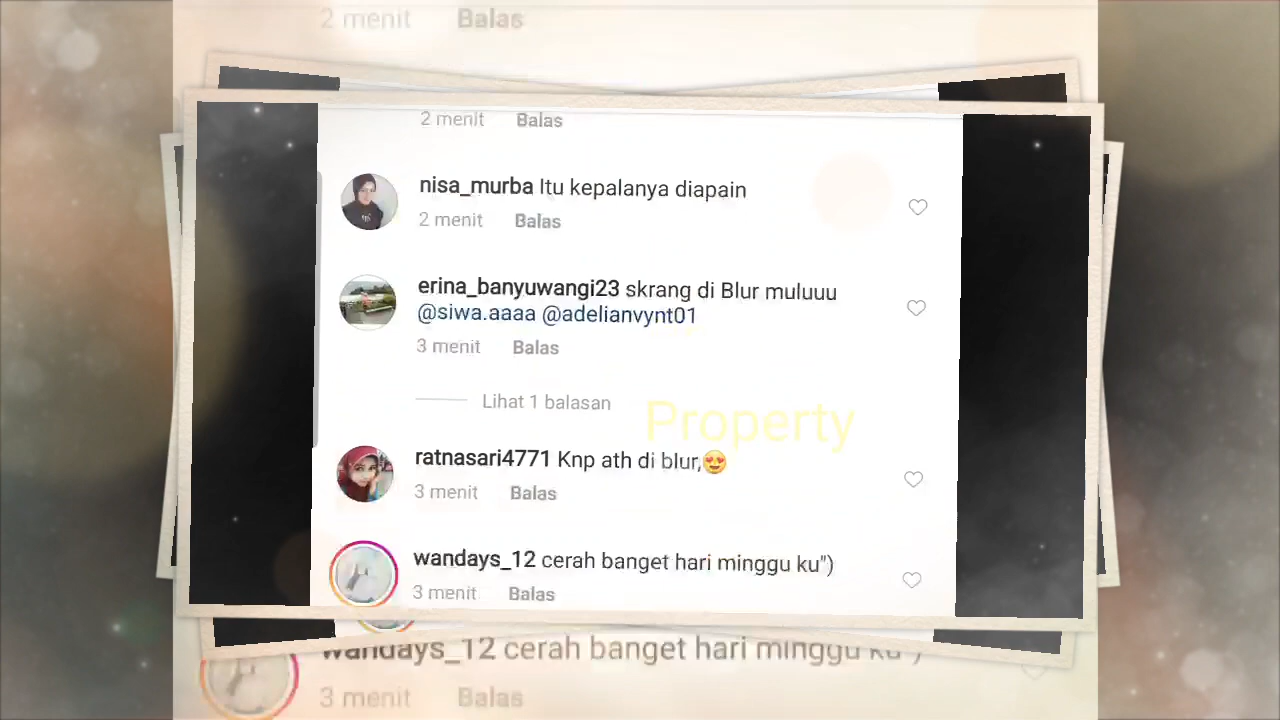 2 menit Balas
2 menit Balas
nisa_murba Itu kepalanya diapain
2 menit Balas
erina_banyuwangi23 skrang di Blur muluuu
@siwa.aaaa @adelianvynt01
3 menit Balas
Lihat 1 balasan
Property
ratnasari4771 Knp ath di blur,😍
3 menit Balas
wandays_12 cerah banget hari minggu ku")
3 menit Balas
wandays_12 cerah banget hari minggu ku")
3 menit Balas